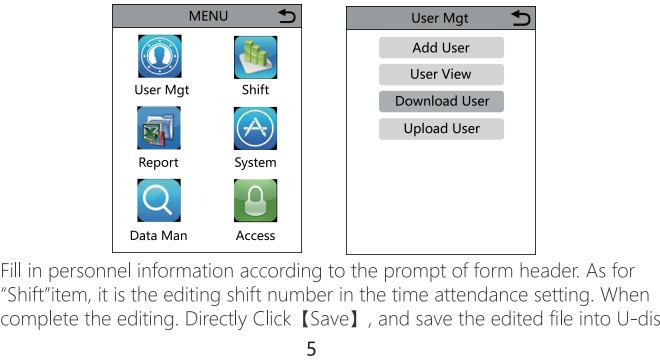 MENU
User Mgt
Shift
Report
System
Data Man
Access
User Mgt
Add User
User View
Download User
Upload User
Fill in personnel information according to the prompt of form header. As for
“Shift”item, it is the editing shift number in the time attendance setting. When
complete the editing. Directly Click【Save】, and save the edited file into U-dis
5